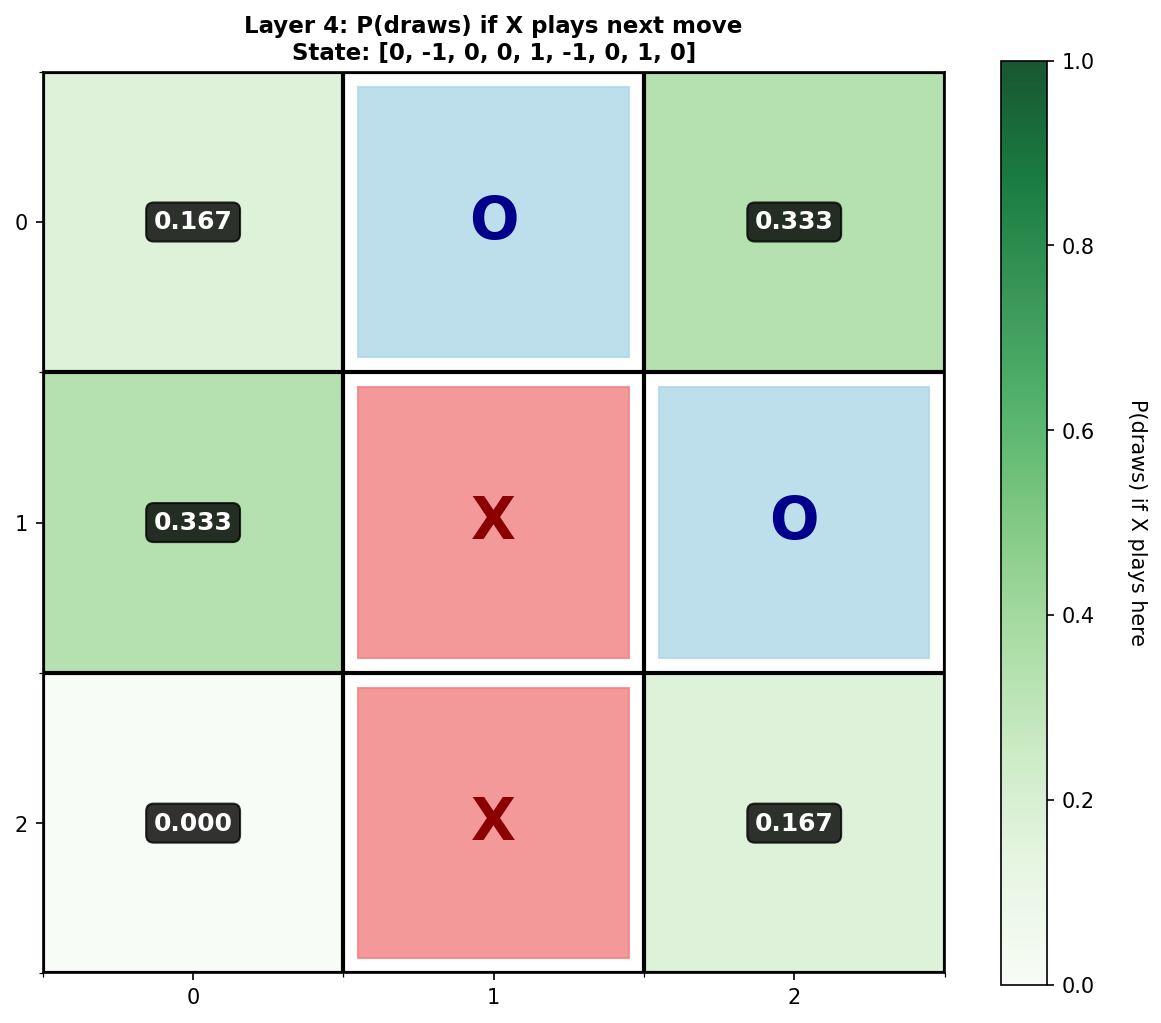 Layer 4: P(draws) if X plays next move
State: [0, -1, 0, 0, 1, -1, 0, 1, 0]
0.167 O 0.333
0.333 X O
0.000 X 0.167
0
1
2
0 1 2
1.0
0.8
0.6
0.4
0.2
0.0
P(draws) if X plays here